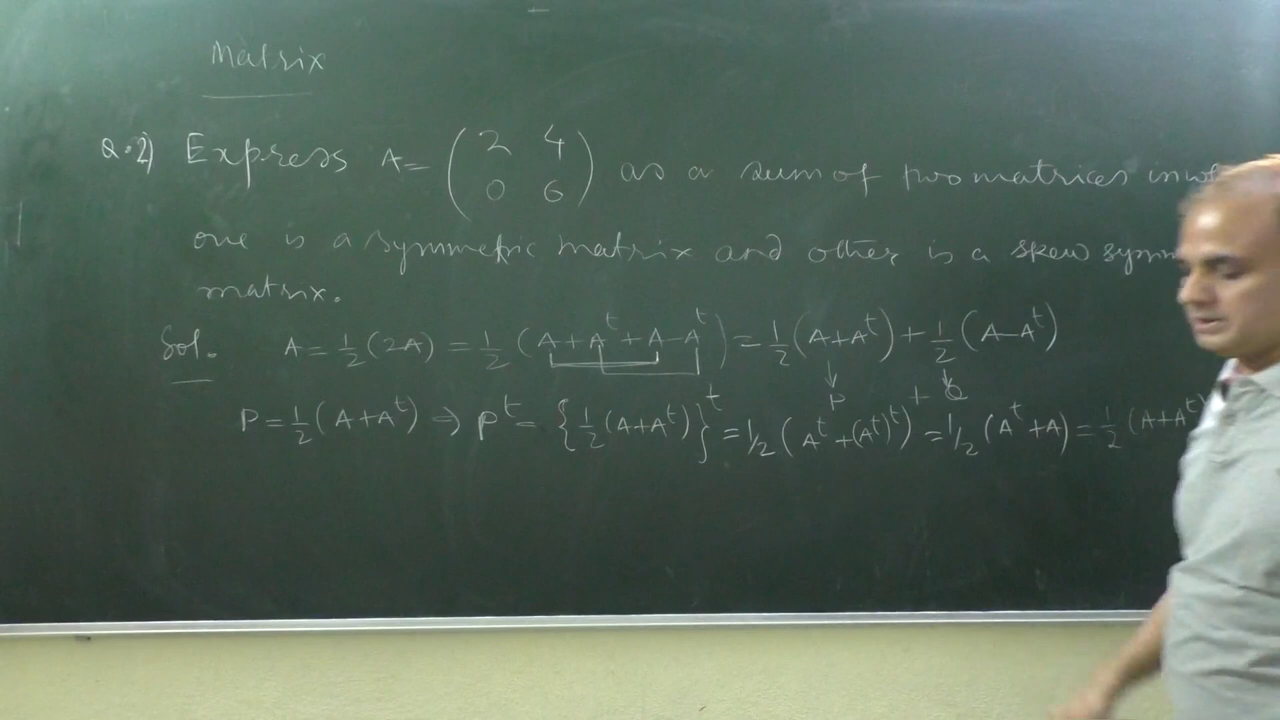 Matrix
Q.2) Express A= (2 4
0 6) as a sum of two matrices in
one is a symmetric matrix and other is a skew symm
matrix.
Sol. A= 1/2 (2A) = 1/2 (A+A^t+A-A^t) = 1/2 (A+A^t) + 1/2 (A-A^t)
↓ ↓
P + Q
P = 1/2 (A+A^t) ⇒ P^t = {1/2 (A+A^t)}^t = 1/2 (A^t+(A^t)^t) = 1/2 (A^t+A) = 1/2 (A+A^t)